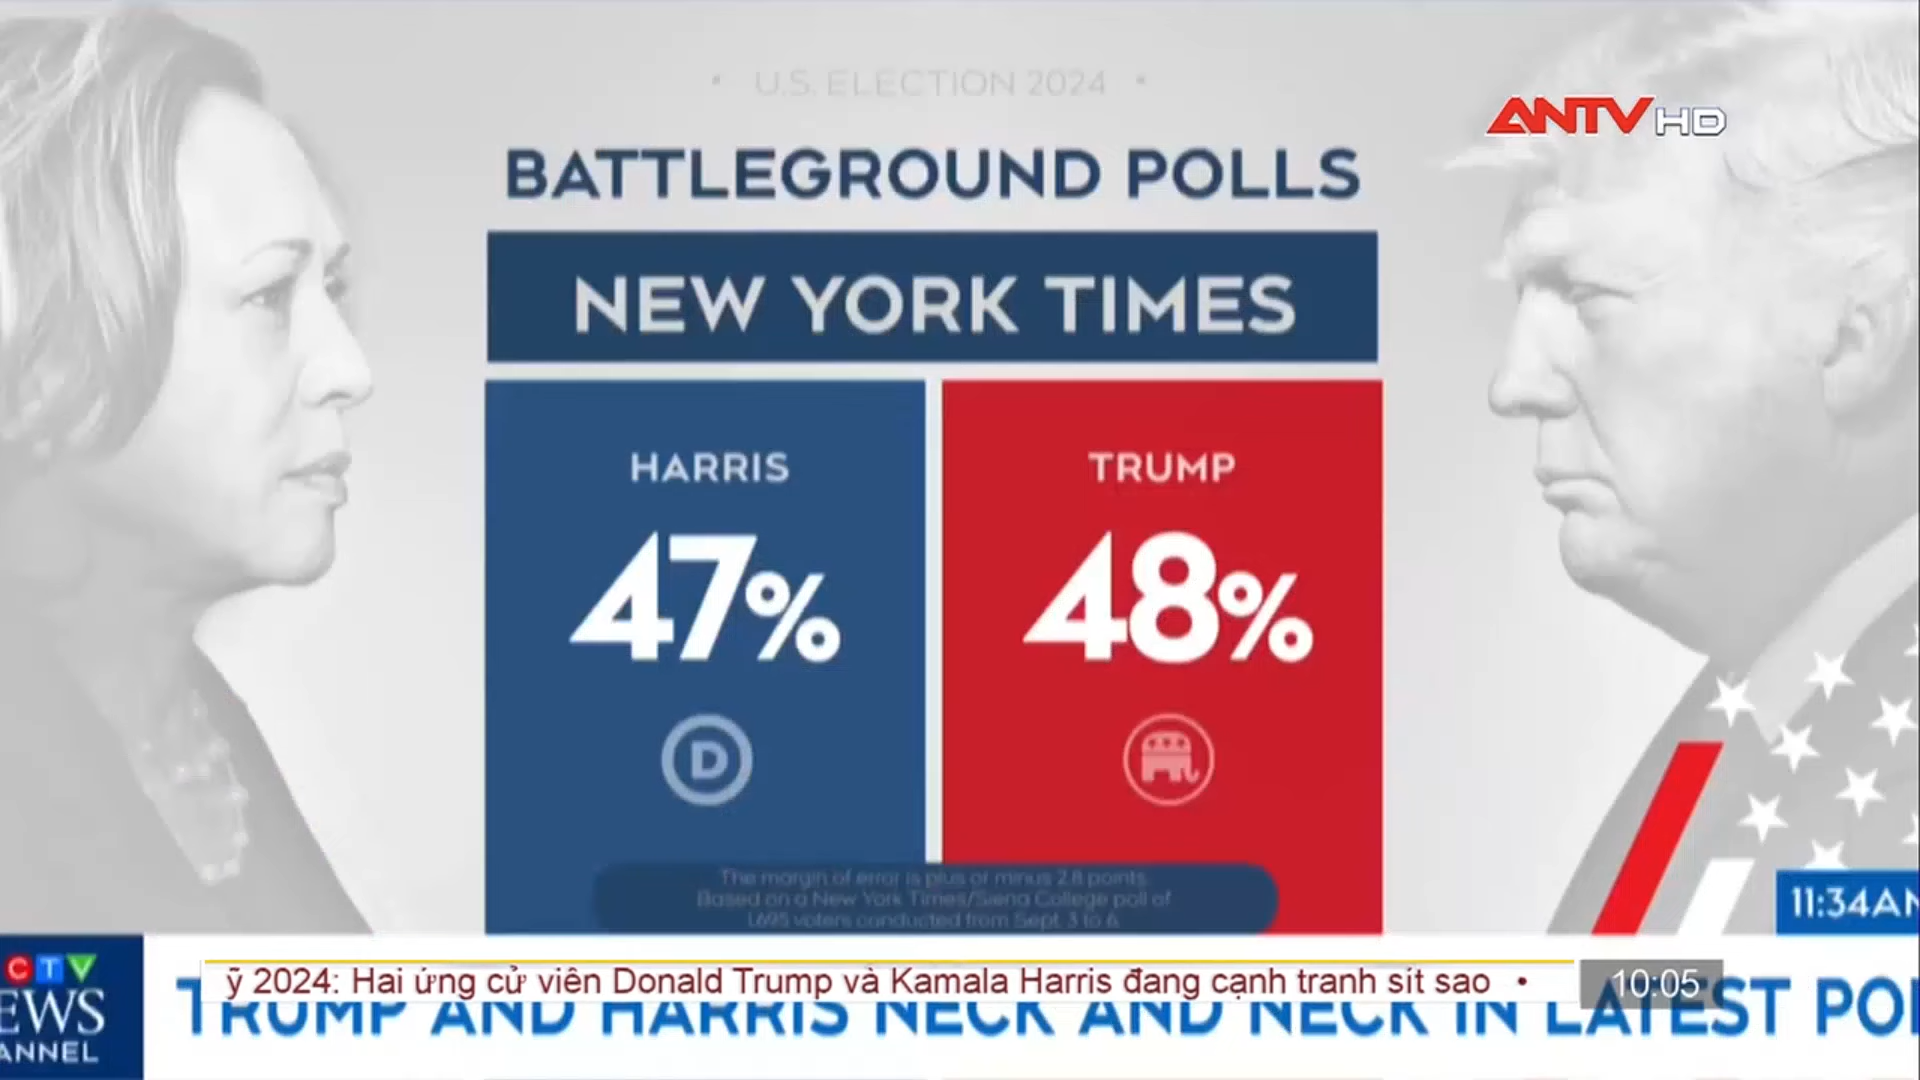 • U.S. ELECTION 2024 •
ANTV HD
BATTLEGROUND POLLS
NEW YORK TIMES
HARRIS
47%
D
TRUMP
48%
The margin of error is plus or minus 2.8 points.
Based on a New York Times/Siena College poll of
1,695 voters conducted from Sept. 3 to 6.
11:34AM
CTV
EWS
ANNEL
ỹ 2024: Hai ứng cử viên Donald Trump và Kamala Harris đang cạnh tranh sít sao •
10:05
TRUMP AND HARRIS NECK AND NECK IN LATEST PO